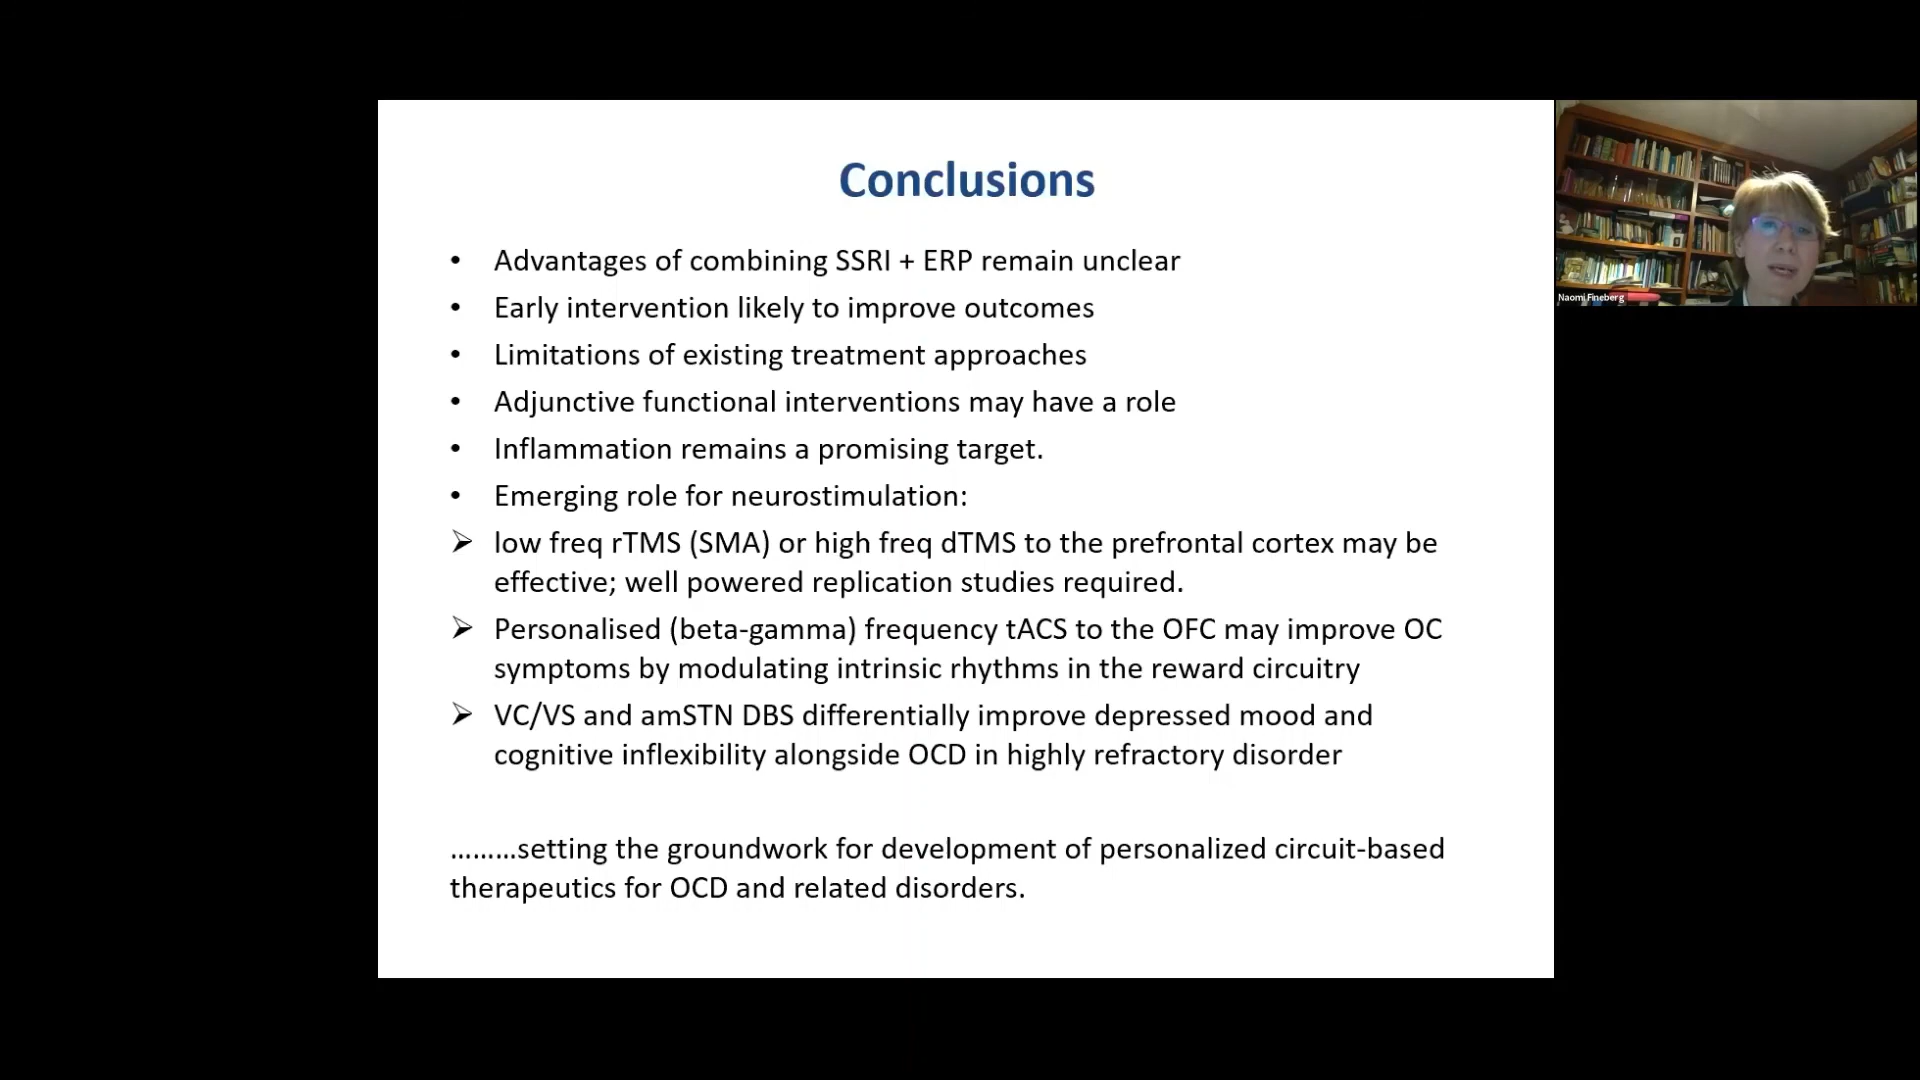 Conclusions
• Advantages of combining SSRI + ERP remain unclear
• Early intervention likely to improve outcomes
• Limitations of existing treatment approaches
• Adjunctive functional interventions may have a role
• Inflammation remains a promising target.
• Emerging role for neurostimulation:
➢ low freq rTMS (SMA) or high freq dTMS to the prefrontal cortex may be
effective; well powered replication studies required.
➢ Personalised (beta-gamma) frequency tACS to the OFC may improve OC
symptoms by modulating intrinsic rhythms in the reward circuitry
➢ VC/VS and amSTN DBS differentially improve depressed mood and
cognitive inflexibility alongside OCD in highly refractory disorder
………setting the groundwork for development of personalized circuit-based
therapeutics for OCD and related disorders.
Naomi Fineberg